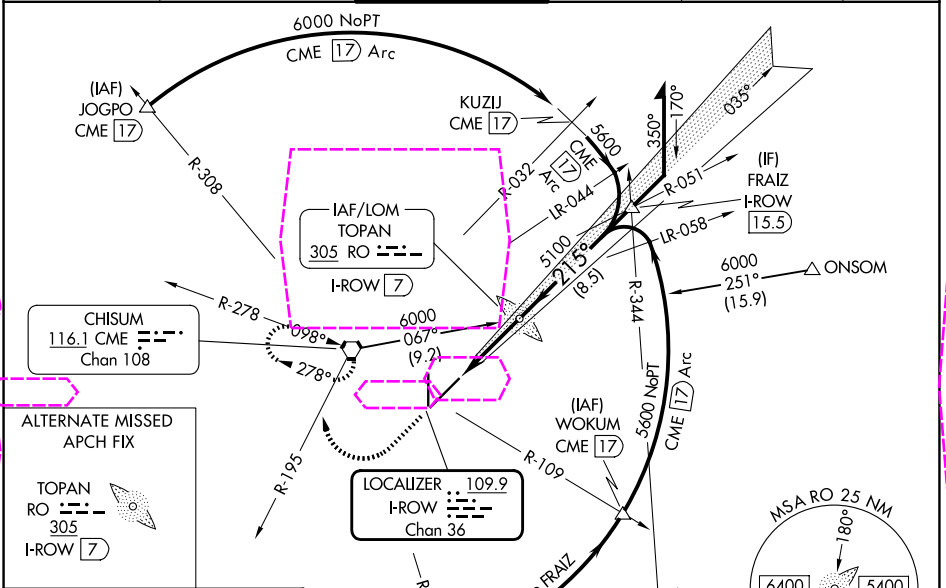 6000 NoPT
CME 17 Arc
(IAF)
JOGPO
CME 17
R-308
KUZIJ
CME 17
5600
CME
17
Arc
R-032
LR-044
350°
170°
035°
R-051
LR-058
(IF)
FRAIZ
I-ROW
15.5
IAF/LOM
TOPAN
305 RO
I-ROW 7
5100
215°
(8.5)
R-344
6000
251°
(15.9)
ONSOM
R-278
098°
278°
6000
067°
(9.2)
CHISUM
116.1 CME
Chan 108
5600 NoPT
CME 17 Arc
(IAF)
WOKUM
CME 17
R-109
R-195
ALTERNATE MISSED
APCH FIX
TOPAN
RO
305
I-ROW 7
LOCALIZER 109.9
I-ROW
Chan 36
R
FRAIZ
MSA RO 25 NM
180°
6400
5400